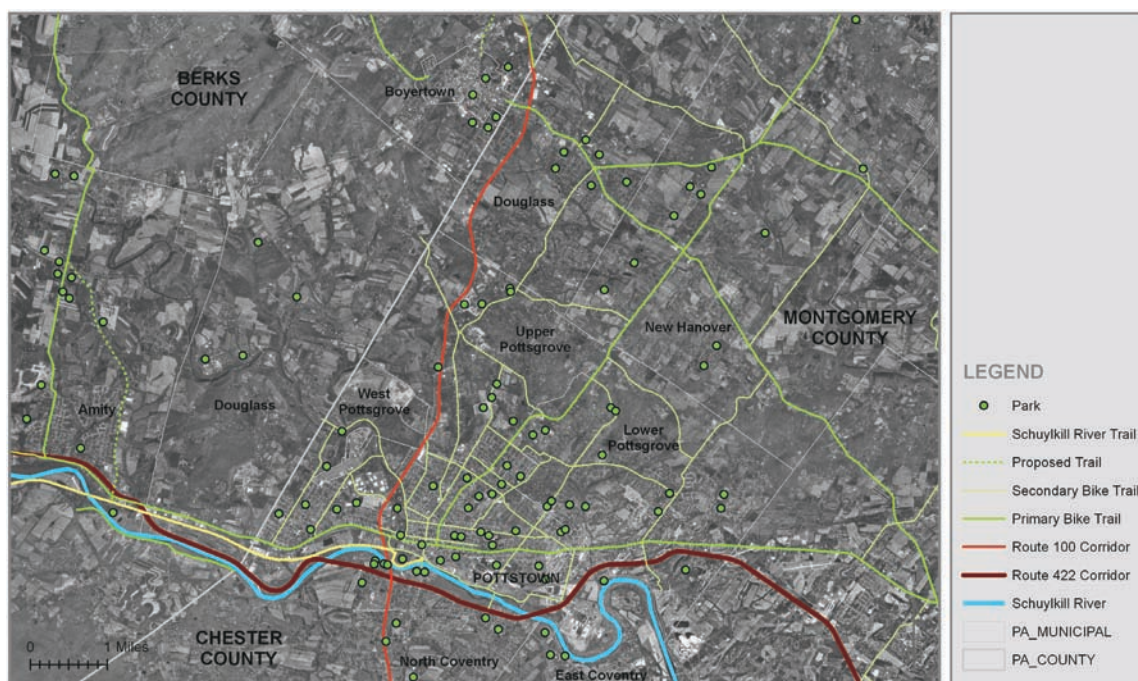 BERKS
COUNTY
Boyertown
Douglass
Upper
Pottsgrove
New Hanover
MONTGOMERY
COUNTY
West
Pottsgrove
Amity
Douglass
Lower
Pottsgrove
POTTSTOWN
CHESTER
COUNTY
North Coventry
East Coventry
0 1 Miles
LEGEND
Park
Schuylkill River Trail
Proposed Trail
Secondary Bike Trail
Primary Bike Trail
Route 100 Corridor
Route 422 Corridor
Schuylkill River
PA_MUNICIPAL
PA_COUNTY